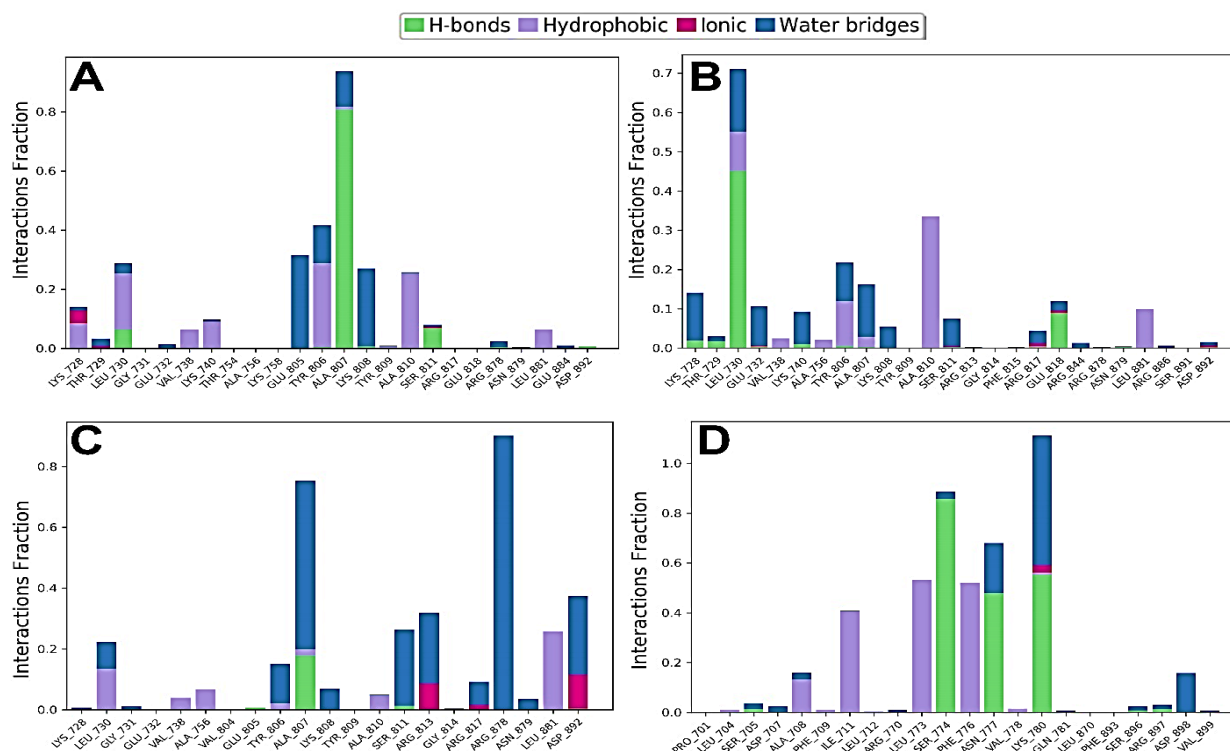 H-bonds Hydrophobic Ionic Water bridges
A
Interactions Fraction
0.8
0.6
0.4
0.2
0.0
LYS_728
THR_729
LEU_730
GLY_731
GLU_732
VAL_738
LYS_740
THR_754
ALA_756
LYS_758
GLU_805
TYR_806
ALA_807
LYS_808
TYR_809
ALA_810
SER_811
ARG_817
GLU_818
ARG_878
ASN_879
LEU_881
GLU_884
ASP_892
B
Interactions Fraction
0.7
0.6
0.5
0.4
0.3
0.2
0.1
0.0
LYS_728
THR_729
LEU_730
GLU_732
VAL_738
LYS_740
ALA_756
TYR_806
ALA_807
LYS_808
TYR_809
ALA_810
SER_811
ARG_813
GLY_814
PHE_815
ARG_817
GLU_818
ARG_844
ARG_878
ASN_879
LEU_881
ARG_886
SER_891
ASP_892
C
Interactions Fraction
0.8
0.6
0.4
0.2
0.0
LYS_728
LEU_730
GLY_731
GLU_732
VAL_738
ALA_756
VAL_804
GLU_805
TYR_806
ALA_807
LYS_808
TYR_809
ALA_810
SER_811
ARG_813
GLY_814
ARG_817
ARG_878
ASN_879
LEU_881
ASP_892
D
Interactions Fraction
1.0
0.8
0.6
0.4
0.2
0.0
PRO_701
LEU_704
SER_705
ASP_707
ALA_708
PHE_709
ILE_711
LEU_712
ARG_770
LEU_773
SER_774
PHE_776
ASN_777
VAL_778
LEU_870
PHE_893
SER_896
ARG_897
ASP_898
VAL_899